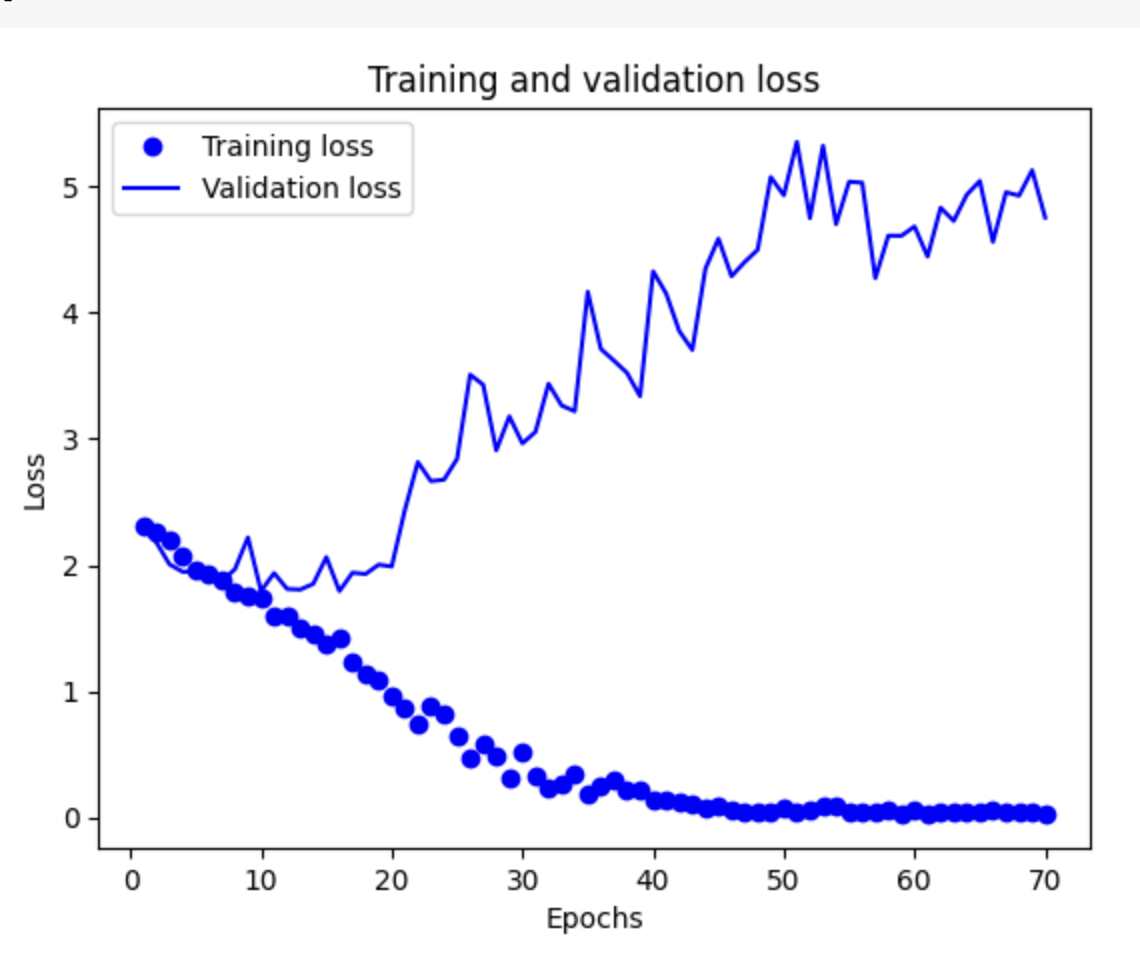 Training and validation loss
Training loss
Validation loss
5
4
3
2
1
0
Loss
0 10 20 30 40 50 60 70
Epochs